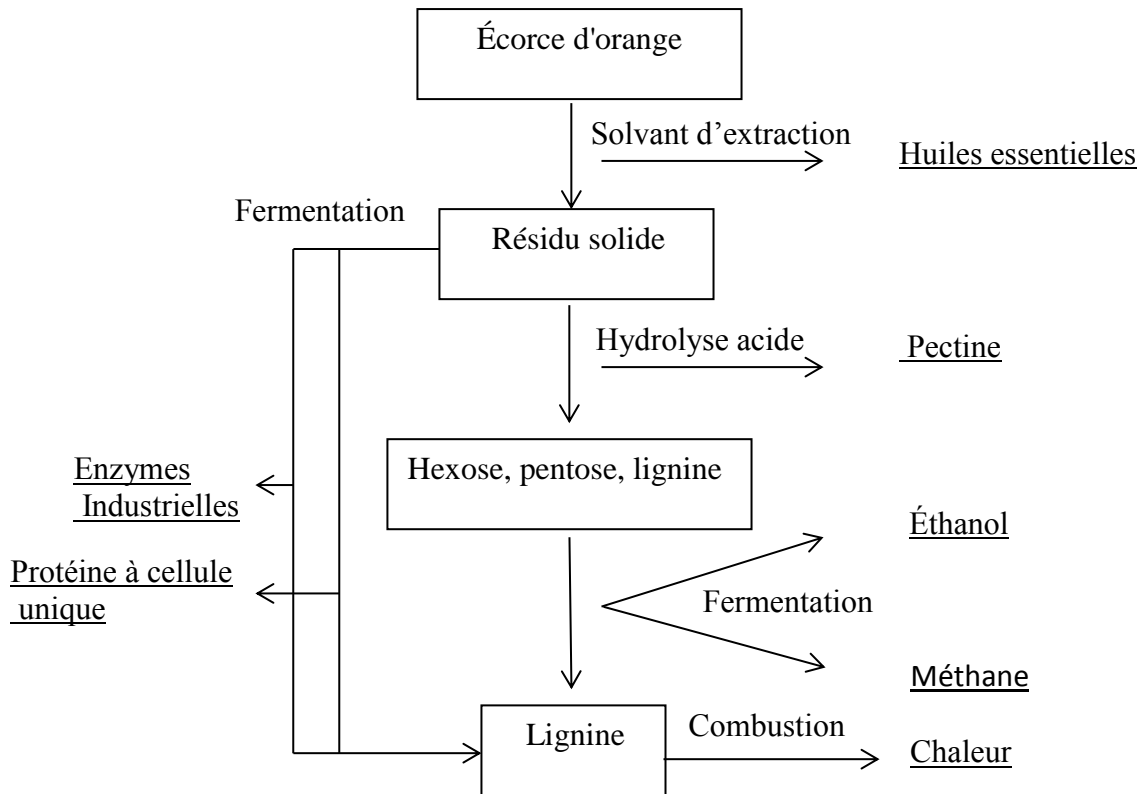 Écorce d'orange
Solvant d’extraction
Huiles essentielles
Fermentation
Résidu solide
Hydrolyse acide
Pectine
Hexose, pentose, lignine
Enzymes
Industrielles
Éthanol
Protéine à cellule
unique
Fermentation
Méthane
Lignine
Combustion
Chaleur